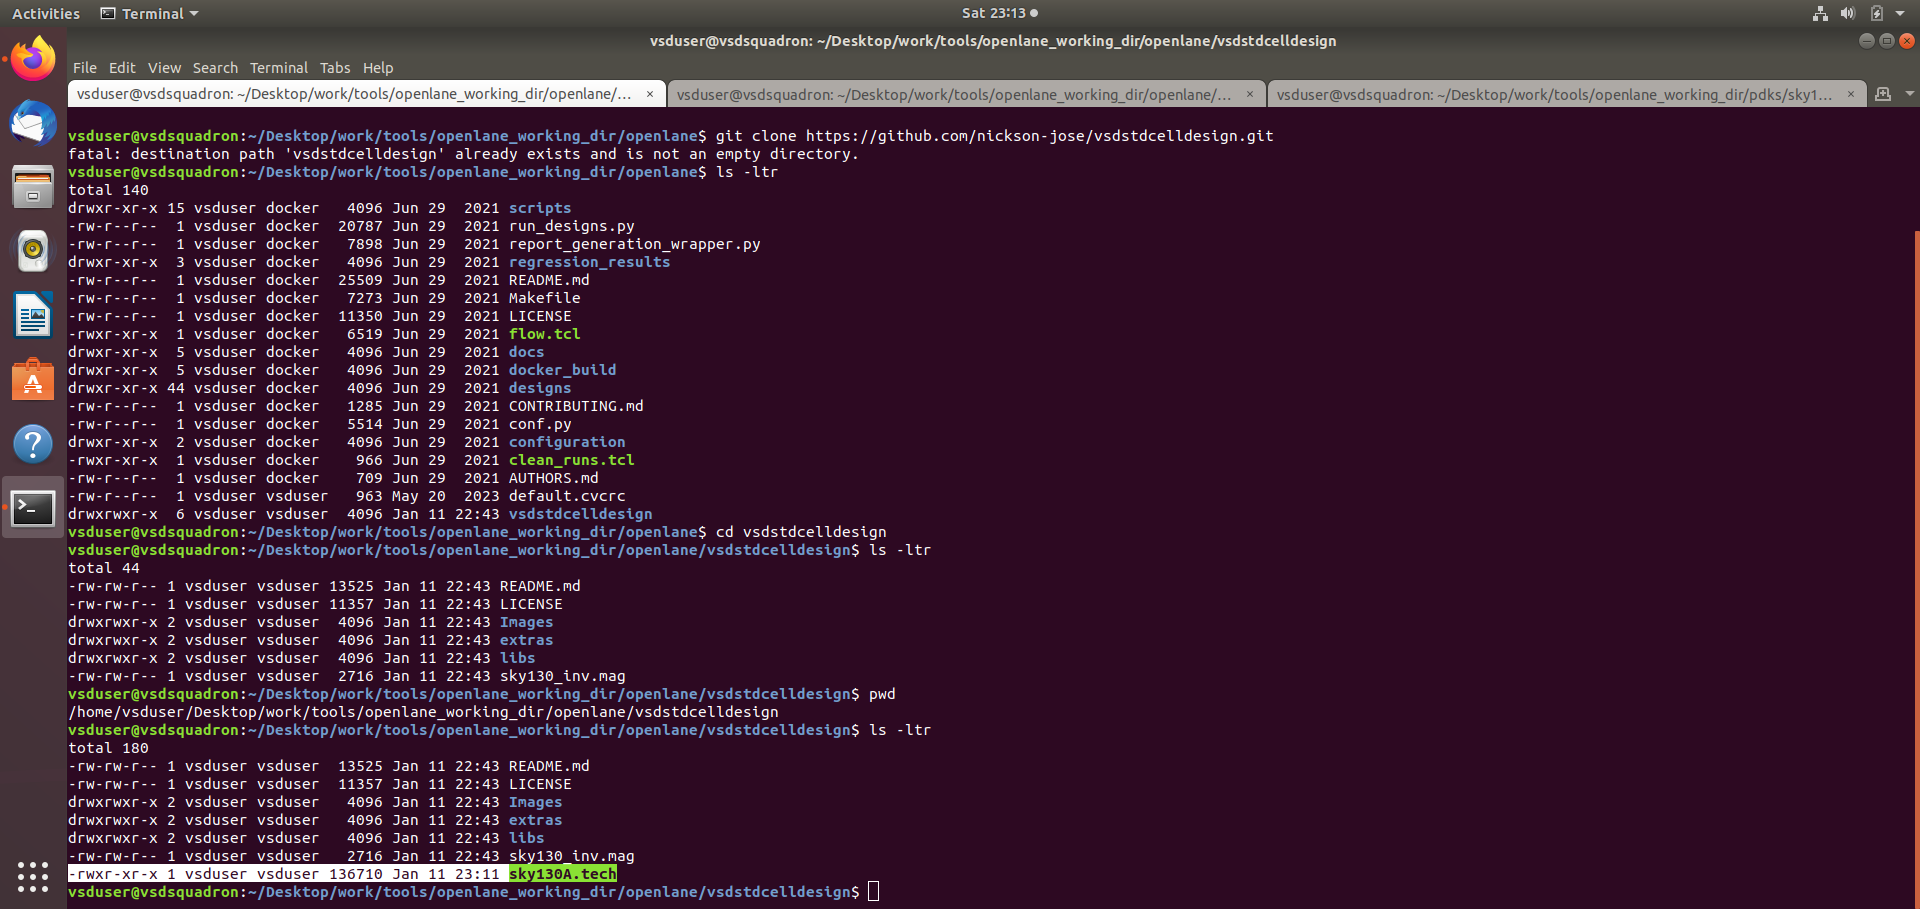 Activities Terminal Sat 23:13
vsduser@vsdsquadron: ~/Desktop/work/tools/openlane_working_dir/openlane/vsdstdcelldesign
File Edit View Search Terminal Tabs Help
vsduser@vsdsquadron: ~/Desktop/work/tools/openlane_working_dir/openlane/... × vsduser@vsdsquadron: ~/Desktop/work/tools/openlane_working_dir/openlane/... × vsduser@vsdsquadron: ~/Desktop/work/tools/openlane_working_dir/pdks/sky1... ×
vsduser@vsdsquadron:~/Desktop/work/tools/openlane_working_dir/openlane$ git clone https://github.com/nickson-jose/vsdstdcelldesign.git
fatal: destination path 'vsdstdcelldesign' already exists and is not an empty directory.
vsduser@vsdsquadron:~/Desktop/work/tools/openlane_working_dir/openlane$ ls -ltr
total 140
drwxr-xr-x 15 vsduser docker   4096 Jun 29  2021 scripts
-rw-r--r--  1 vsduser docker  20787 Jun 29  2021 run_designs.py
-rw-r--r--  1 vsduser docker   7898 Jun 29  2021 report_generation_wrapper.py
drwxr-xr-x  3 vsduser docker   4096 Jun 29  2021 regression_results
-rw-r--r--  1 vsduser docker  25509 Jun 29  2021 README.md
-rw-r--r--  1 vsduser docker   7273 Jun 29  2021 Makefile
-rw-r--r--  1 vsduser docker  11350 Jun 29  2021 LICENSE
-rwxr-xr-x  1 vsduser docker   6519 Jun 29  2021 flow.tcl
drwxr-xr-x  5 vsduser docker   4096 Jun 29  2021 docs
drwxr-xr-x  5 vsduser docker   4096 Jun 29  2021 docker_build
drwxr-xr-x 44 vsduser docker   4096 Jun 29  2021 designs
-rw-r--r--  1 vsduser docker   1285 Jun 29  2021 CONTRIBUTING.md
-rw-r--r--  1 vsduser docker   5514 Jun 29  2021 conf.py
drwxr-xr-x  2 vsduser docker   4096 Jun 29  2021 configuration
-rwxr-xr-x  1 vsduser docker    966 Jun 29  2021 clean_runs.tcl
-rw-r--r--  1 vsduser docker    709 Jun 29  2021 AUTHORS.md
-rw-r--r--  1 vsduser vsduser   963 May 20  2023 default.cvcrc
drwxrwxr-x  6 vsduser vsduser  4096 Jan 11 22:43 vsdstdcelldesign
vsduser@vsdsquadron:~/Desktop/work/tools/openlane_working_dir/openlane$ cd vsdstdcelldesign
vsduser@vsdsquadron:~/Desktop/work/tools/openlane_working_dir/openlane/vsdstdcelldesign$ ls -ltr
total 44
-rw-rw-r-- 1 vsduser vsduser 13525 Jan 11 22:43 README.md
-rw-rw-r-- 1 vsduser vsduser 11357 Jan 11 22:43 LICENSE
drwxrwxr-x 2 vsduser vsduser  4096 Jan 11 22:43 Images
drwxrwxr-x 2 vsduser vsduser  4096 Jan 11 22:43 extras
drwxrwxr-x 2 vsduser vsduser  4096 Jan 11 22:43 libs
-rw-rw-r-- 1 vsduser vsduser  2716 Jan 11 22:43 sky130_inv.mag
vsduser@vsdsquadron:~/Desktop/work/tools/openlane_working_dir/openlane/vsdstdcelldesign$ pwd
/home/vsduser/Desktop/work/tools/openlane_working_dir/openlane/vsdstdcelldesign
vsduser@vsdsquadron:~/Desktop/work/tools/openlane_working_dir/openlane/vsdstdcelldesign$ ls -ltr
total 180
-rw-rw-r-- 1 vsduser vsduser  13525 Jan 11 22:43 README.md
-rw-rw-r-- 1 vsduser vsduser  11357 Jan 11 22:43 LICENSE
drwxrwxr-x 2 vsduser vsduser   4096 Jan 11 22:43 Images
drwxrwxr-x 2 vsduser vsduser   4096 Jan 11 22:43 extras
drwxrwxr-x 2 vsduser vsduser   4096 Jan 11 22:43 libs
-rw-rw-r-- 1 vsduser vsduser   2716 Jan 11 22:43 sky130_inv.mag
-rwxr-xr-x 1 vsduser vsduser 136710 Jan 11 23:11 sky130A.tech
vsduser@vsdsquadron:~/Desktop/work/tools/openlane_working_dir/openlane/vsdstdcelldesign$